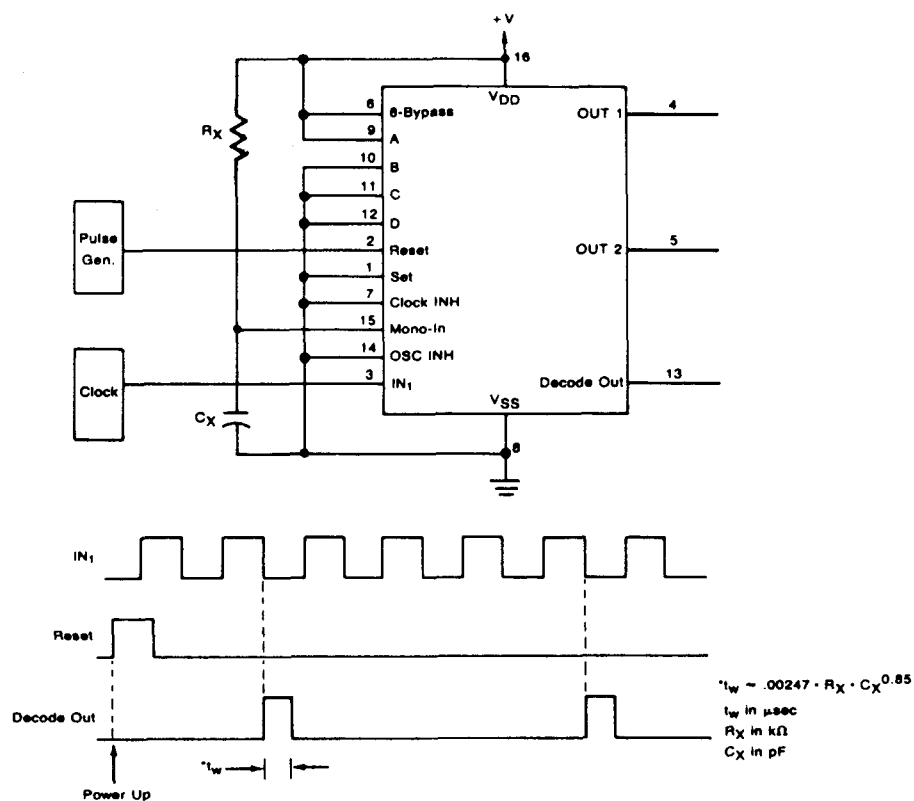 +V
16
VDD
6
8-Bypass
OUT 1
4
RX
9
A
10
B
11
C
12
D
Pulse
Gen.
2
Reset
OUT 2
5
1
Set
7
Clock INH
15
Mono-In
14
OSC INH
Clock
3
IN1
Decode Out
13
CX
VSS
8
IN1
Reset
Decode Out
*tw
Power Up
*tw ~ .00247 • RX • CX^0.85
tw in μsec
RX in kΩ
CX in pF